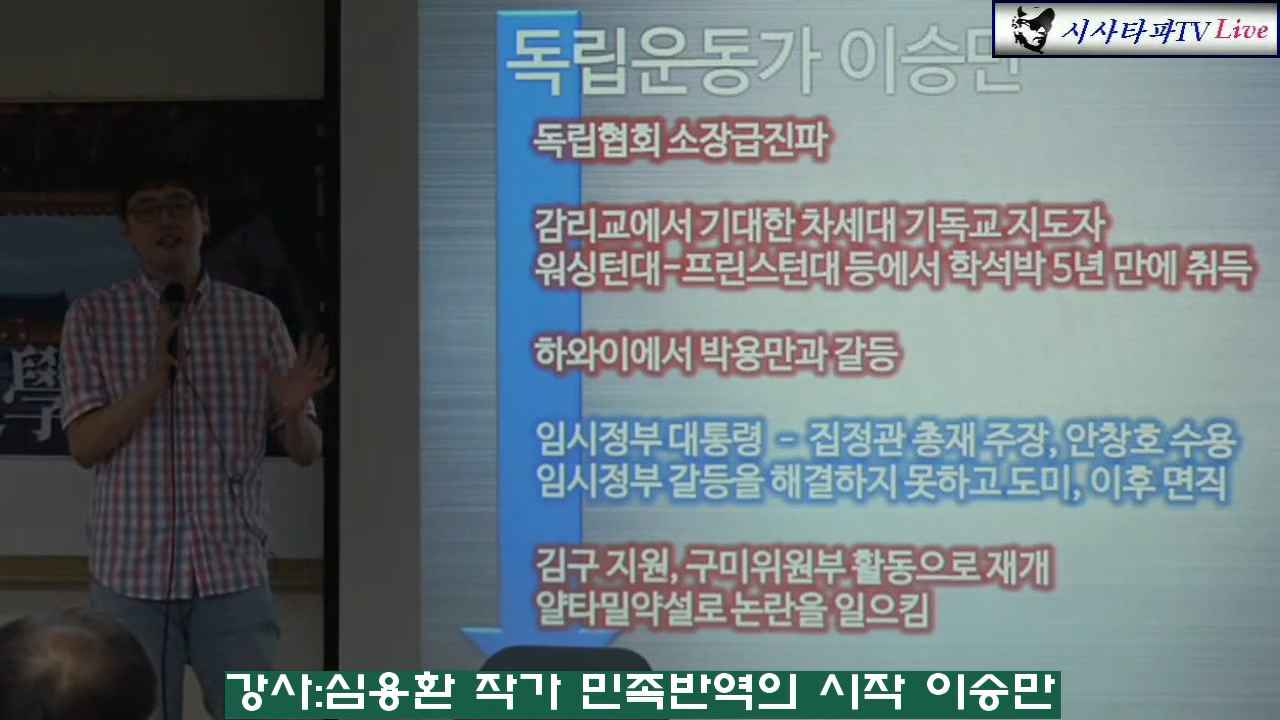 시사타파TV Live
독립운동가 이승만
독립협회 소장급진파
감리교에서 기대한 차세대 기독교 지도자
워싱턴대-프린스턴대 등에서 학석박 5년 만에 취득
하와이에서 박용만과 갈등
임시정부 대통령 - 집정관 총재 주장, 안창호 수용
임시정부 갈등을 해결하지 못하고 도미, 이후 면직
김구 지원, 구미위원부 활동으로 재개
얄타밀약설로 논란을 일으킴
學
강사:심용환 작가 민족반역의 시작 이승만